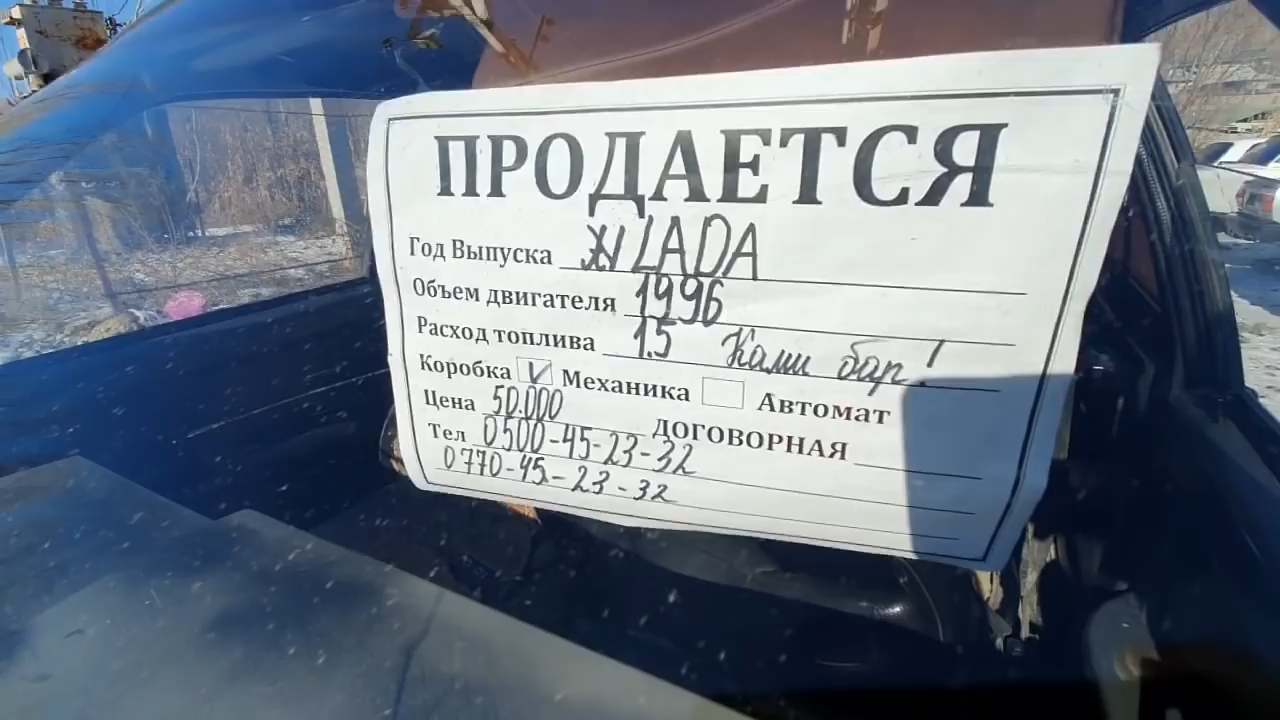 ПРОДАЕТСЯ
Год Выпуска LADA
Объем двигателя 1996
Расход топлива 1.5 Ками бар!
Коробка V Механика Автомат
Цена 50.000 ДОГОВОРНАЯ
Тел 0500-45-23-32
0770-45-23-32